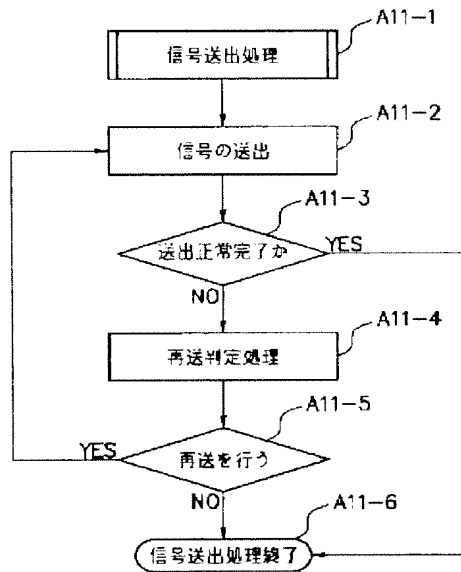 A11-1
信号送出処理
A11-2
信号の送出
A11-3
送出正常完了か
YES
NO
A11-4
再送判定処理
A11-5
YES
再送を行う
NO
A11-6
信号送出処理終了